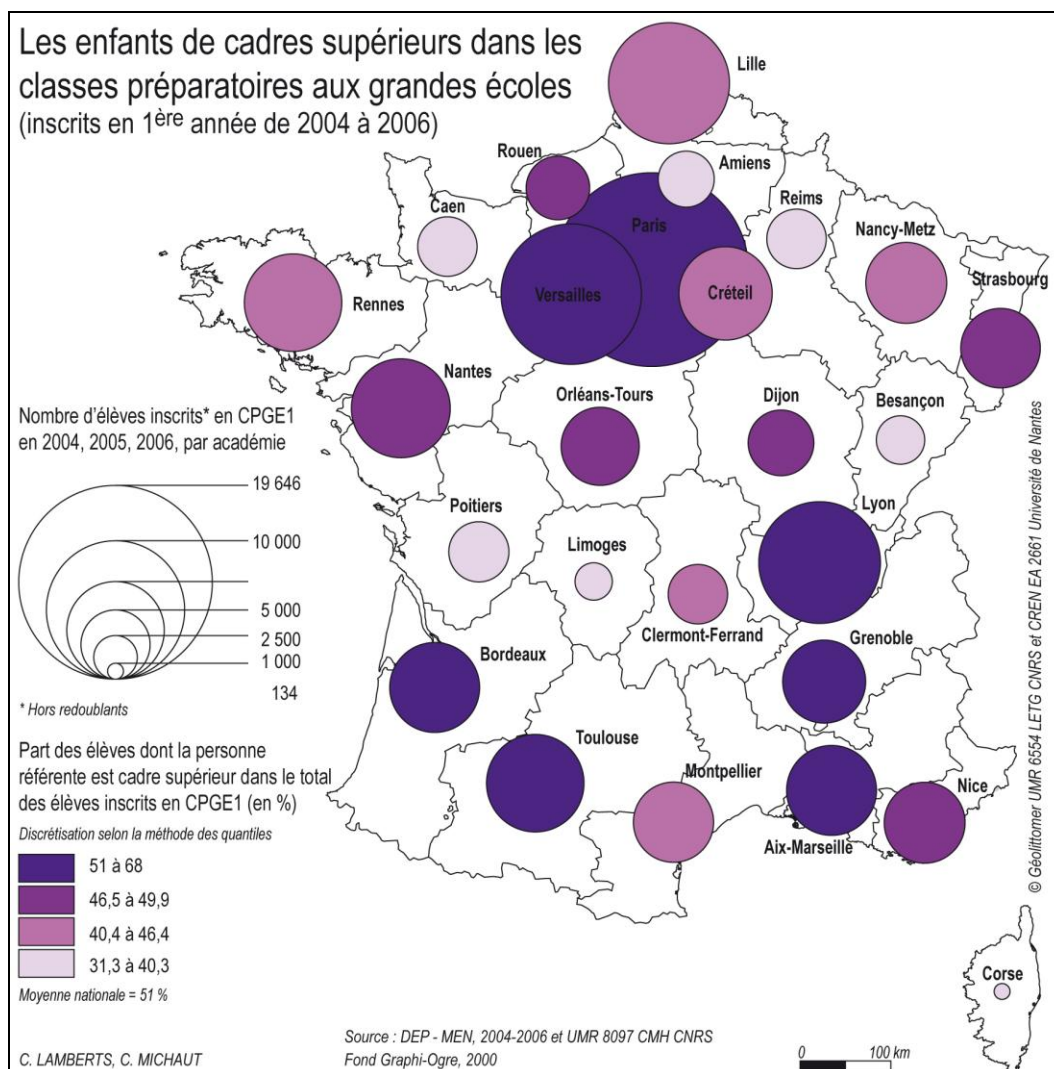 Les enfants de cadres supérieurs dans les
classes préparatoires aux grandes écoles
(inscrits en 1ère année de 2004 à 2006)
Lille
Rouen
Amiens
Caen
Paris
Reims
Nancy-Metz
Strasbourg
Versailles
Créteil
Rennes
Nantes
Orléans-Tours
Dijon
Besançon
Poitiers
Limoges
Lyon
Clermont-Ferrand
Grenoble
Bordeaux
Toulouse
Montpellier
Nice
Aix-Marseille
Corse
Nombre d'élèves inscrits* en CPGE1
en 2004, 2005, 2006, par académie
19 646
10 000
5 000
2 500
1 000
134
* Hors redoublants
Part des élèves dont la personne
référente est cadre supérieur dans le total
des élèves inscrits en CPGE1 (en %)
Discrétisation selon la méthode des quantiles
51 à 68
46,5 à 49,9
40,4 à 46,4
31,3 à 40,3
Moyenne nationale = 51 %
C. LAMBERTS, C. MICHAUT
Source : DEP - MEN, 2004-2006 et UMR 8097 CMH CNRS
Fond Graphi-Ogre, 2000
0 100 km
© Géolittomer UMR 6554 LETG CNRS et CREN EA 2661 Université de Nantes